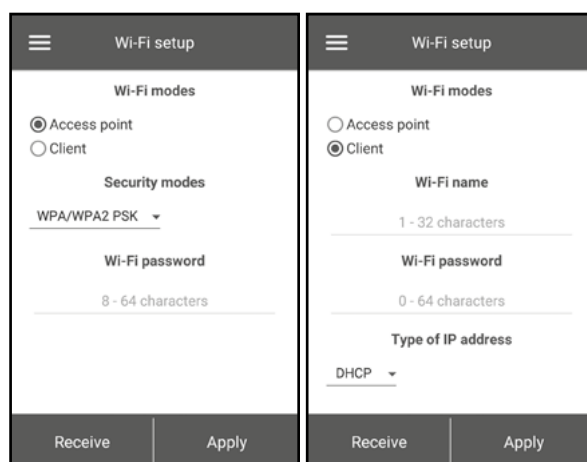 Wi-Fi setup
Wi-Fi modes
Access point
Client
Security modes
WPA/WPA2 PSK
Wi-Fi password
8 - 64 characters
Receive
Apply
Wi-Fi setup
Wi-Fi modes
Access point
Client
Wi-Fi name
1 - 32 characters
Wi-Fi password
0 - 64 characters
Type of IP address
DHCP
Receive
Apply